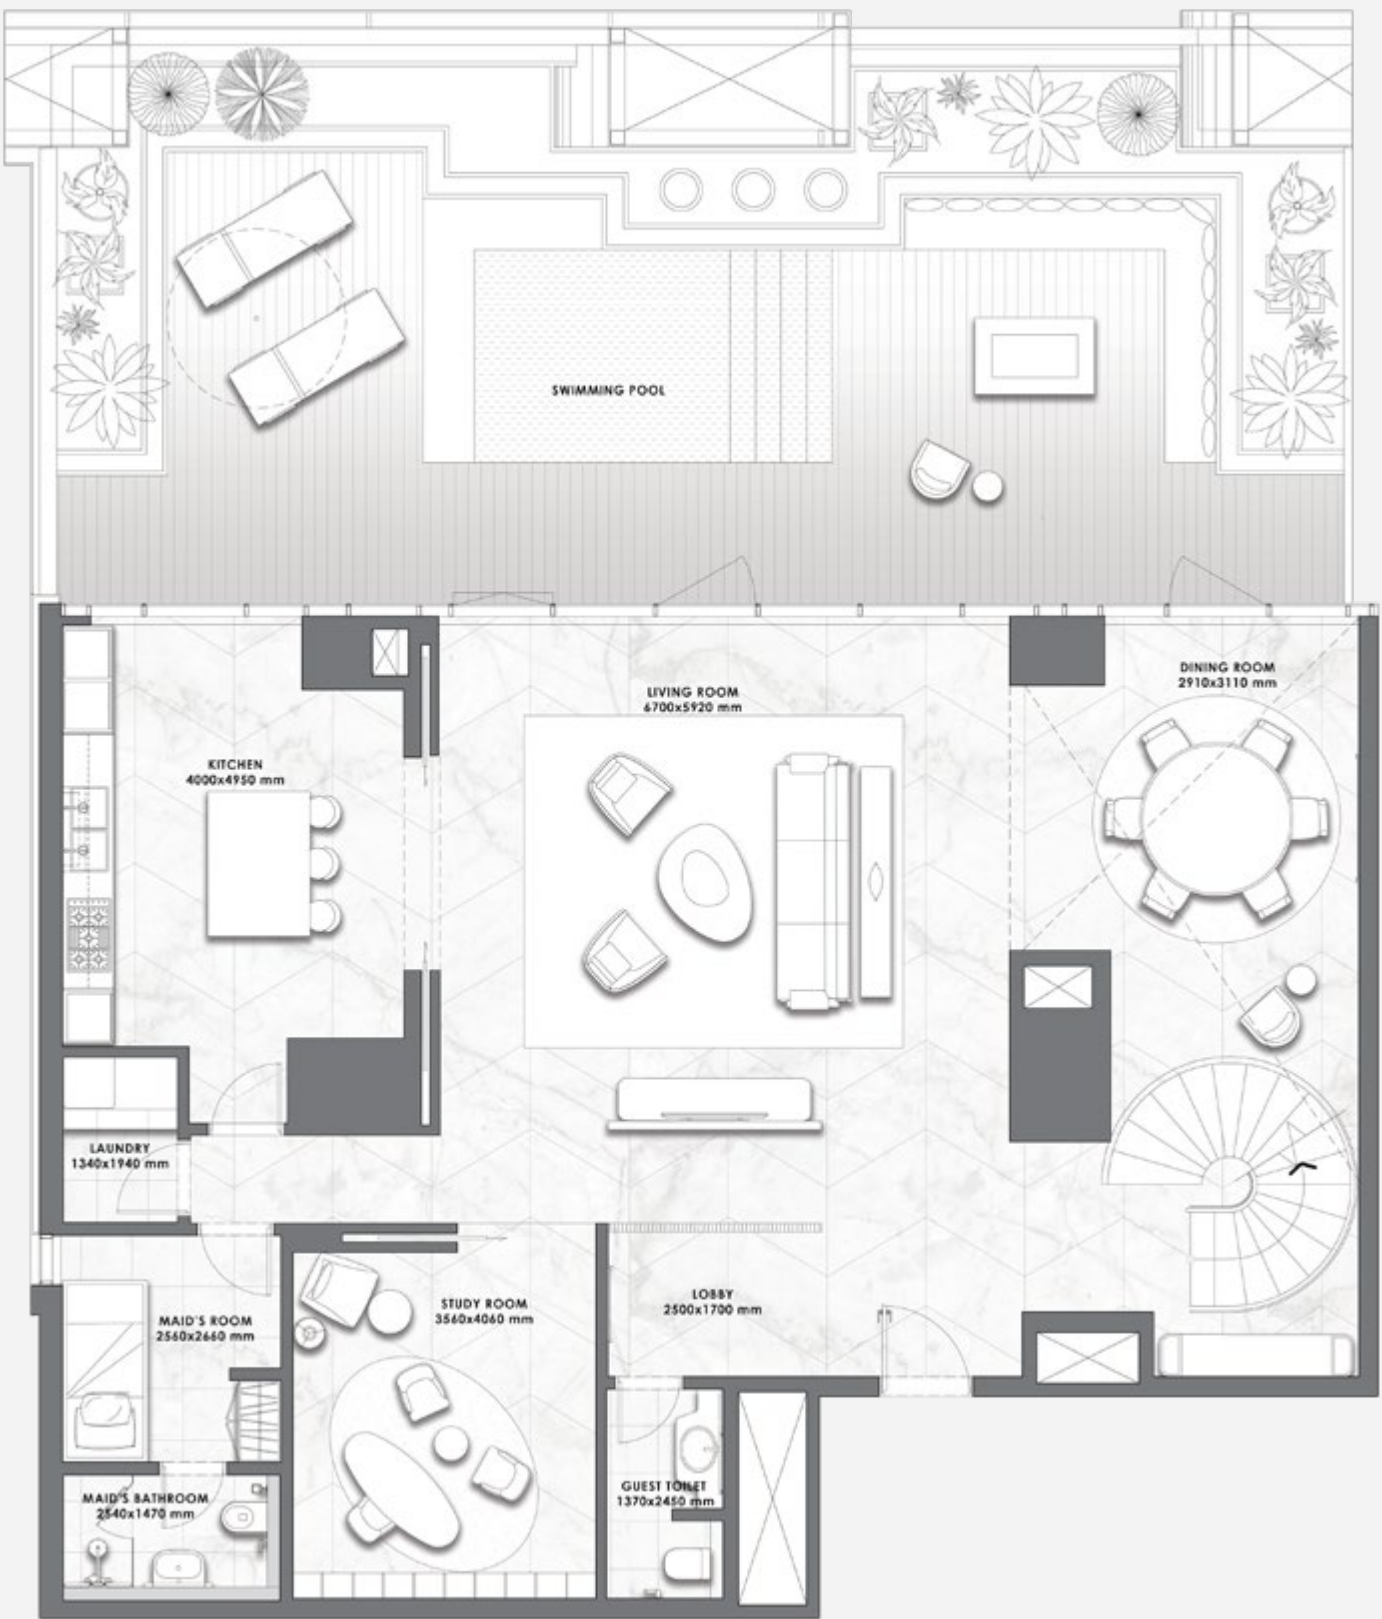 SWIMMING POOL
DINING ROOM
2910x3110 mm
LIVING ROOM
6700x5920 mm
KITCHEN
4000x4950 mm
LAUNDRY
1340x1940 mm
LOBBY
2500x1700 mm
STUDY ROOM
3560x4060 mm
MAID'S ROOM
2560x2660 mm
GUEST TOILET
1370x2450 mm
MAID'S BATHROOM
2540x1470 mm